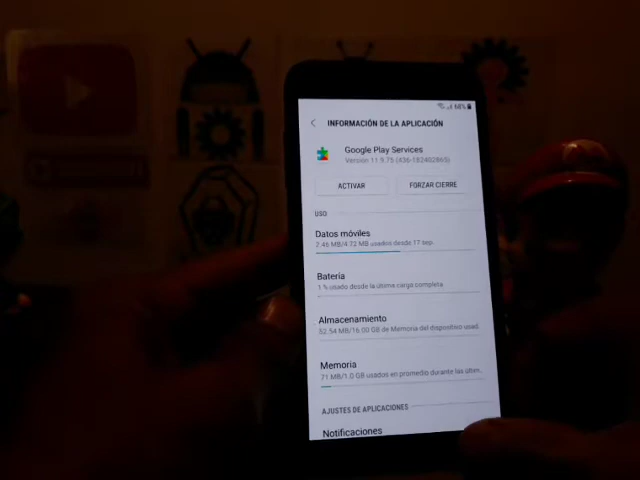 68%
INFORMACIÓN DE LA APLICACIÓN
Google Play Services
Versión 11.9.75 (436-182402865)
ACTIVAR
FORZAR CIERRE
USO
Datos móviles
2.46 MB/4.72 MB usados desde 17 sep.
Batería
1 % usado desde la última carga completa
Almacenamiento
52.54 MB/16.00 GB de Memoria del dispositivo usad
Memoria
71 MB/1.0 GB usados en promedio durante las últim..
AJUSTES DE APLICACIONES
Notificaciones